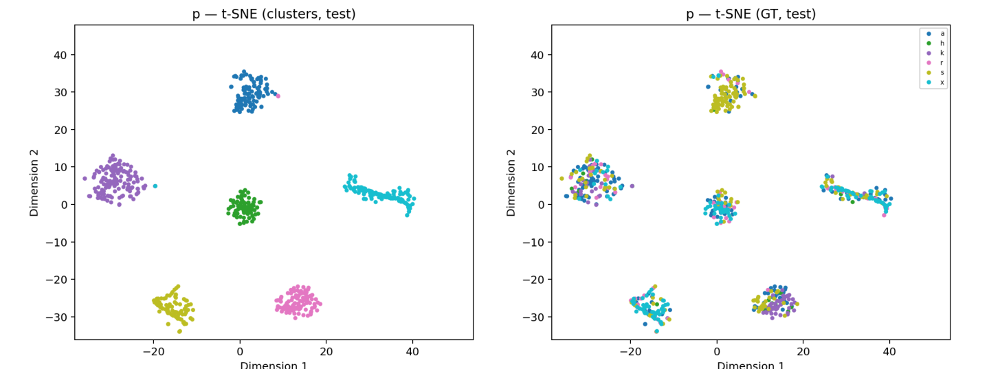 p — t-SNE (clusters, test)
40
30
20
10
0
−10
−20
−30
Dimension 2
−20
0
20
40
Dimension 1
p — t-SNE (GT, test)
a
h
k
r
s
x
40
30
20
10
0
−10
−20
−30
Dimension 2
−20
0
20
40
Dimension 1